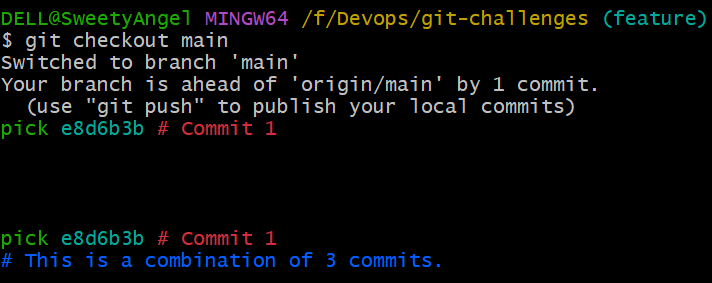 DELL@SweetyAngel MINGW64 /f/Devops/git-challenges (feature)
$ git checkout main
Switched to branch 'main'
Your branch is ahead of 'origin/main' by 1 commit.
  (use "git push" to publish your local commits)
pick e8d6b3b # Commit 1
pick e8d6b3b # Commit 1
# This is a combination of 3 commits.